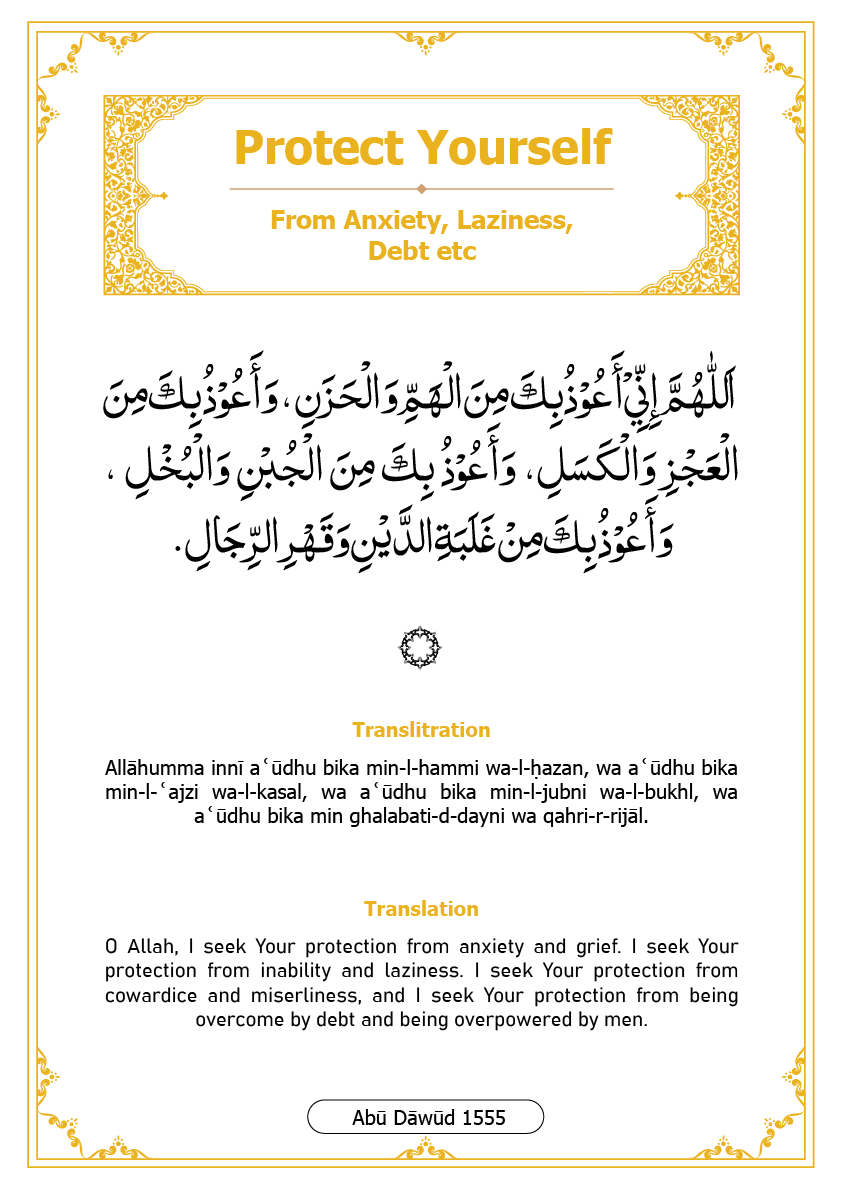 Protect Yourself
From Anxiety, Laziness,
Debt etc
اَللّٰهُمَّ إِنِّيْ أَعُوْذُ بِكَ مِنَ الْهَمِّ وَالْحَزَنِ، وَأَعُوْذُ بِكَ مِنَ
الْعَجْزِ وَالْكَسَلِ، وَأَعُوْذُ بِكَ مِنَ الْجُبْنِ وَالْبُخْلِ ،
وَأَعُوْذُ بِكَ مِنْ غَلَبَةِ الدَّيْنِ وَقَهْرِ الرِّجَالِ.
Translitration
Allāhumma innī aʿūdhu bika min-l-hammi wa-l-ḥazan, wa aʿūdhu bika
min-l-ʿajzi wa-l-kasal, wa aʿūdhu bika min-l-jubni wa-l-bukhl, wa
aʿūdhu bika min ghalabati-d-dayni wa qahri-r-rijāl.
Translation
O Allah, I seek Your protection from anxiety and grief. I seek Your
protection from inability and laziness. I seek Your protection from
cowardice and miserliness, and I seek Your protection from being
overcome by debt and being overpowered by men.
Abū Dāwūd 1555